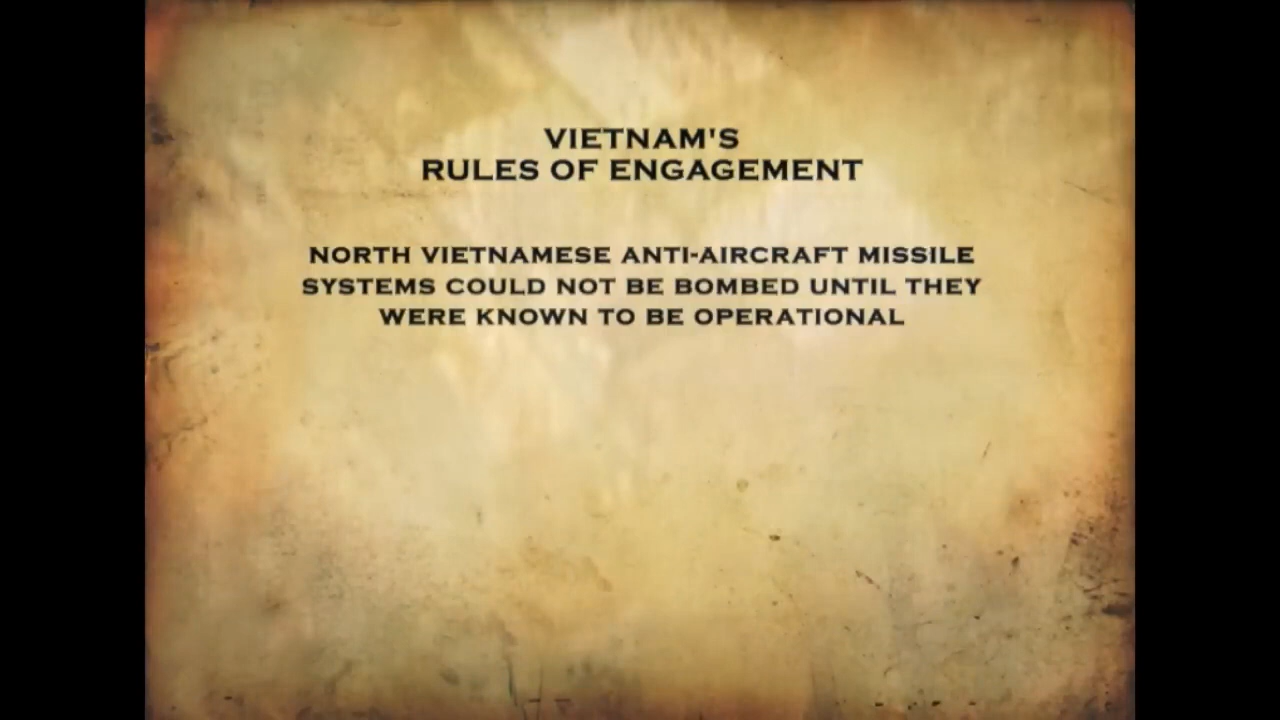 VIETNAM'S
RULES OF ENGAGEMENT
NORTH VIETNAMESE ANTI-AIRCRAFT MISSILE
SYSTEMS COULD NOT BE BOMBED UNTIL THEY
WERE KNOWN TO BE OPERATIONAL